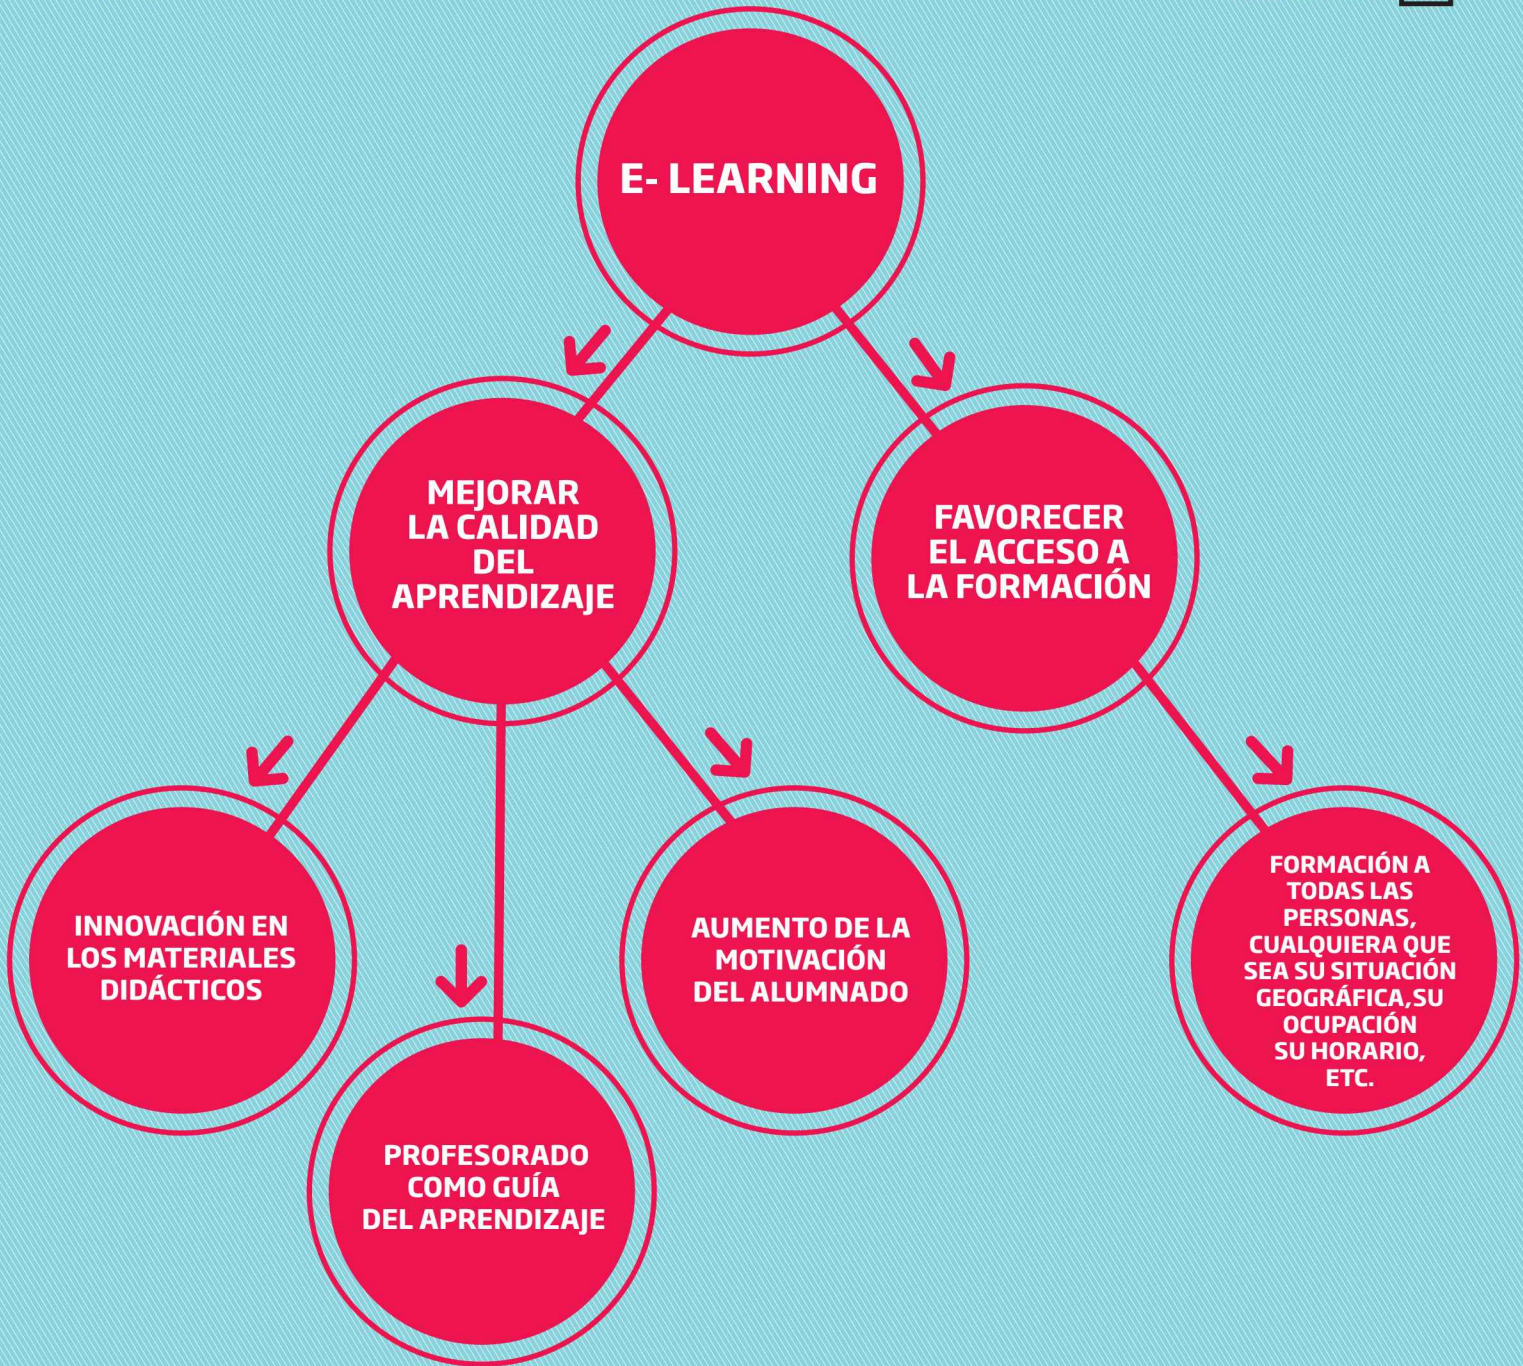 E- LEARNING
MEJORAR
LA CALIDAD
DEL
APRENDIZAJE
FAVORECER
EL ACCESO A
LA FORMACIÓN
INNOVACIÓN EN
LOS MATERIALES
DIDÁCTICOS
PROFESORADO
COMO GUÍA
DEL APRENDIZAJE
AUMENTO DE LA
MOTIVACIÓN
DEL ALUMNADO
FORMACIÓN A
TODAS LAS
PERSONAS,
CUALQUIERA QUE
SEA SU SITUACIÓN
GEOGRÁFICA,SU
OCUPACIÓN
SU HORARIO,
ETC.